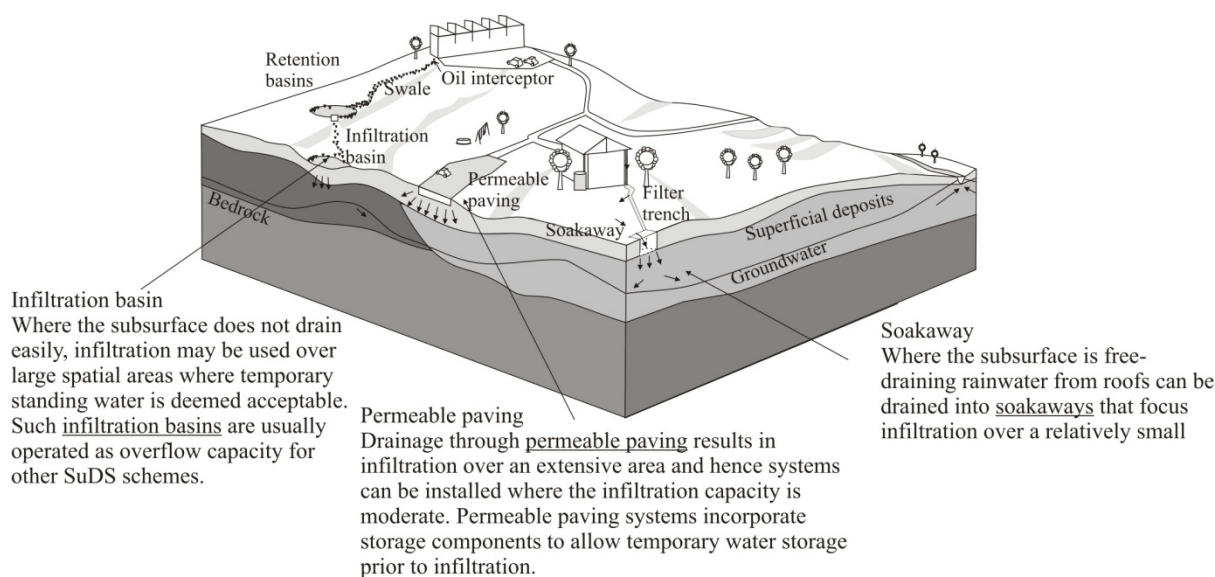 Retention
basins
Oil interceptor
Swale
Infiltration
basin
Permeable
paving
Filter
trench
Soakaway
Superficial deposits
Groundwater
Bedrock
Infiltration basin
Where the subsurface does not drain
easily, infiltration may be used over
large spatial areas where temporary
standing water is deemed acceptable.
Such infiltration basins are usually
operated as overflow capacity for
other SuDS schemes.
Permeable paving
Drainage through permeable paving results in
infiltration over an extensive area and hence systems
can be installed where the infiltration capacity is
moderate. Permeable paving systems incorporate
storage components to allow temporary water storage
prior to infiltration.
Soakaway
Where the subsurface is free-
draining rainwater from roofs can be
drained into soakaways that focus
infiltration over a relatively small